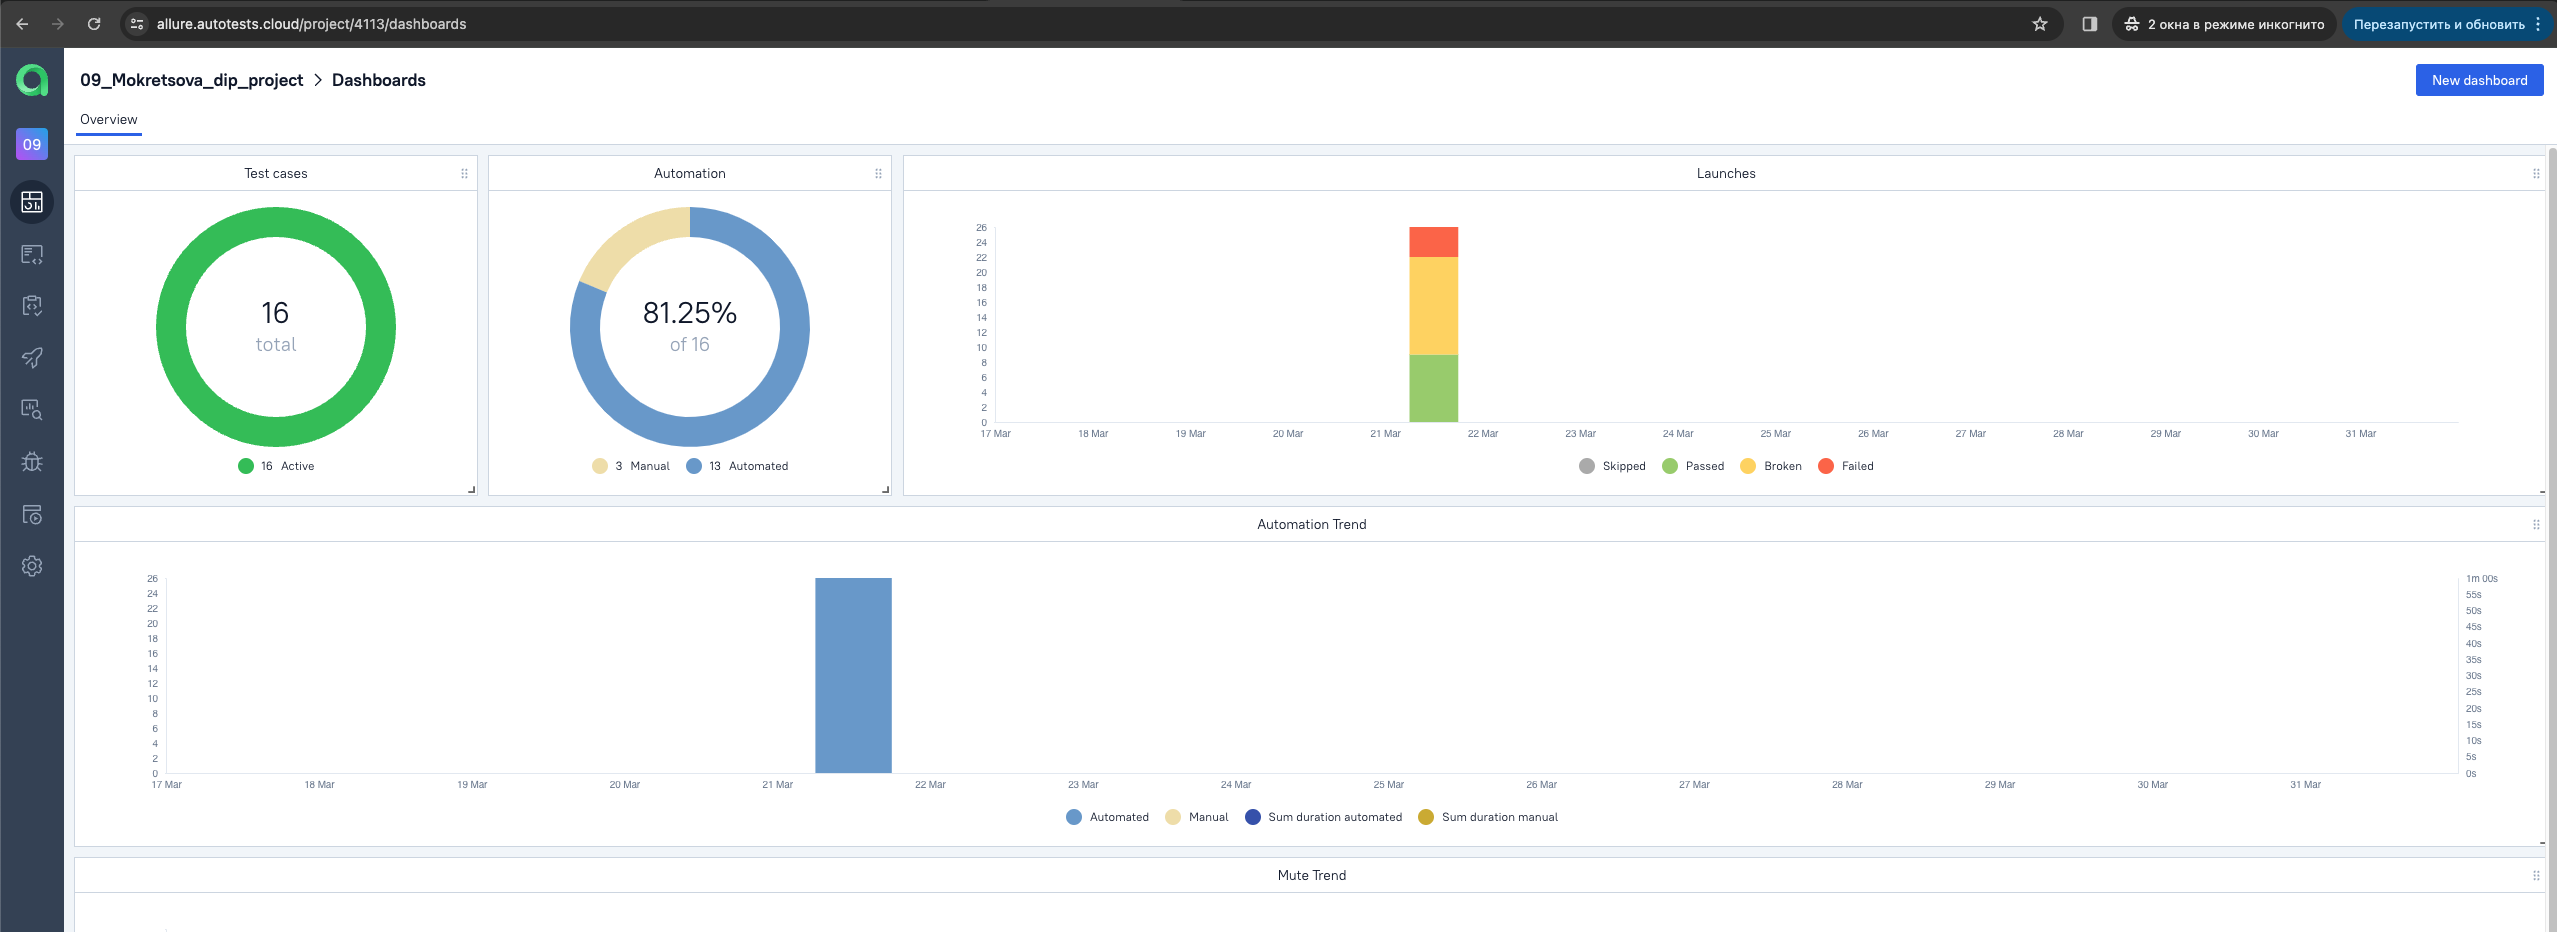 allure.autotests.cloud/project/4113/dashboards
2 окна в режиме инкогнито
Перезапустить и обновить
09_Mokretsova_dip_project > Dashboards
New dashboard
Overview
09
Test cases
16
total
16 Active
Automation
81.25%
of 16
3 Manual 13 Automated
Launches
26
24
22
20
18
16
14
12
10
8
6
4
2
0
17 Mar 18 Mar 19 Mar 20 Mar 21 Mar 22 Mar 23 Mar 24 Mar 25 Mar 26 Mar 27 Mar 28 Mar 29 Mar 30 Mar 31 Mar
Skipped Passed Broken Failed
Automation Trend
26
24
22
20
18
16
14
12
10
8
6
4
2
0
1m 00s
55s
50s
45s
40s
35s
30s
25s
20s
15s
10s
5s
0s
17 Mar 18 Mar 19 Mar 20 Mar 21 Mar 22 Mar 23 Mar 24 Mar 25 Mar 26 Mar 27 Mar 28 Mar 29 Mar 30 Mar 31 Mar
Automated Manual Sum duration automated Sum duration manual
Mute Trend